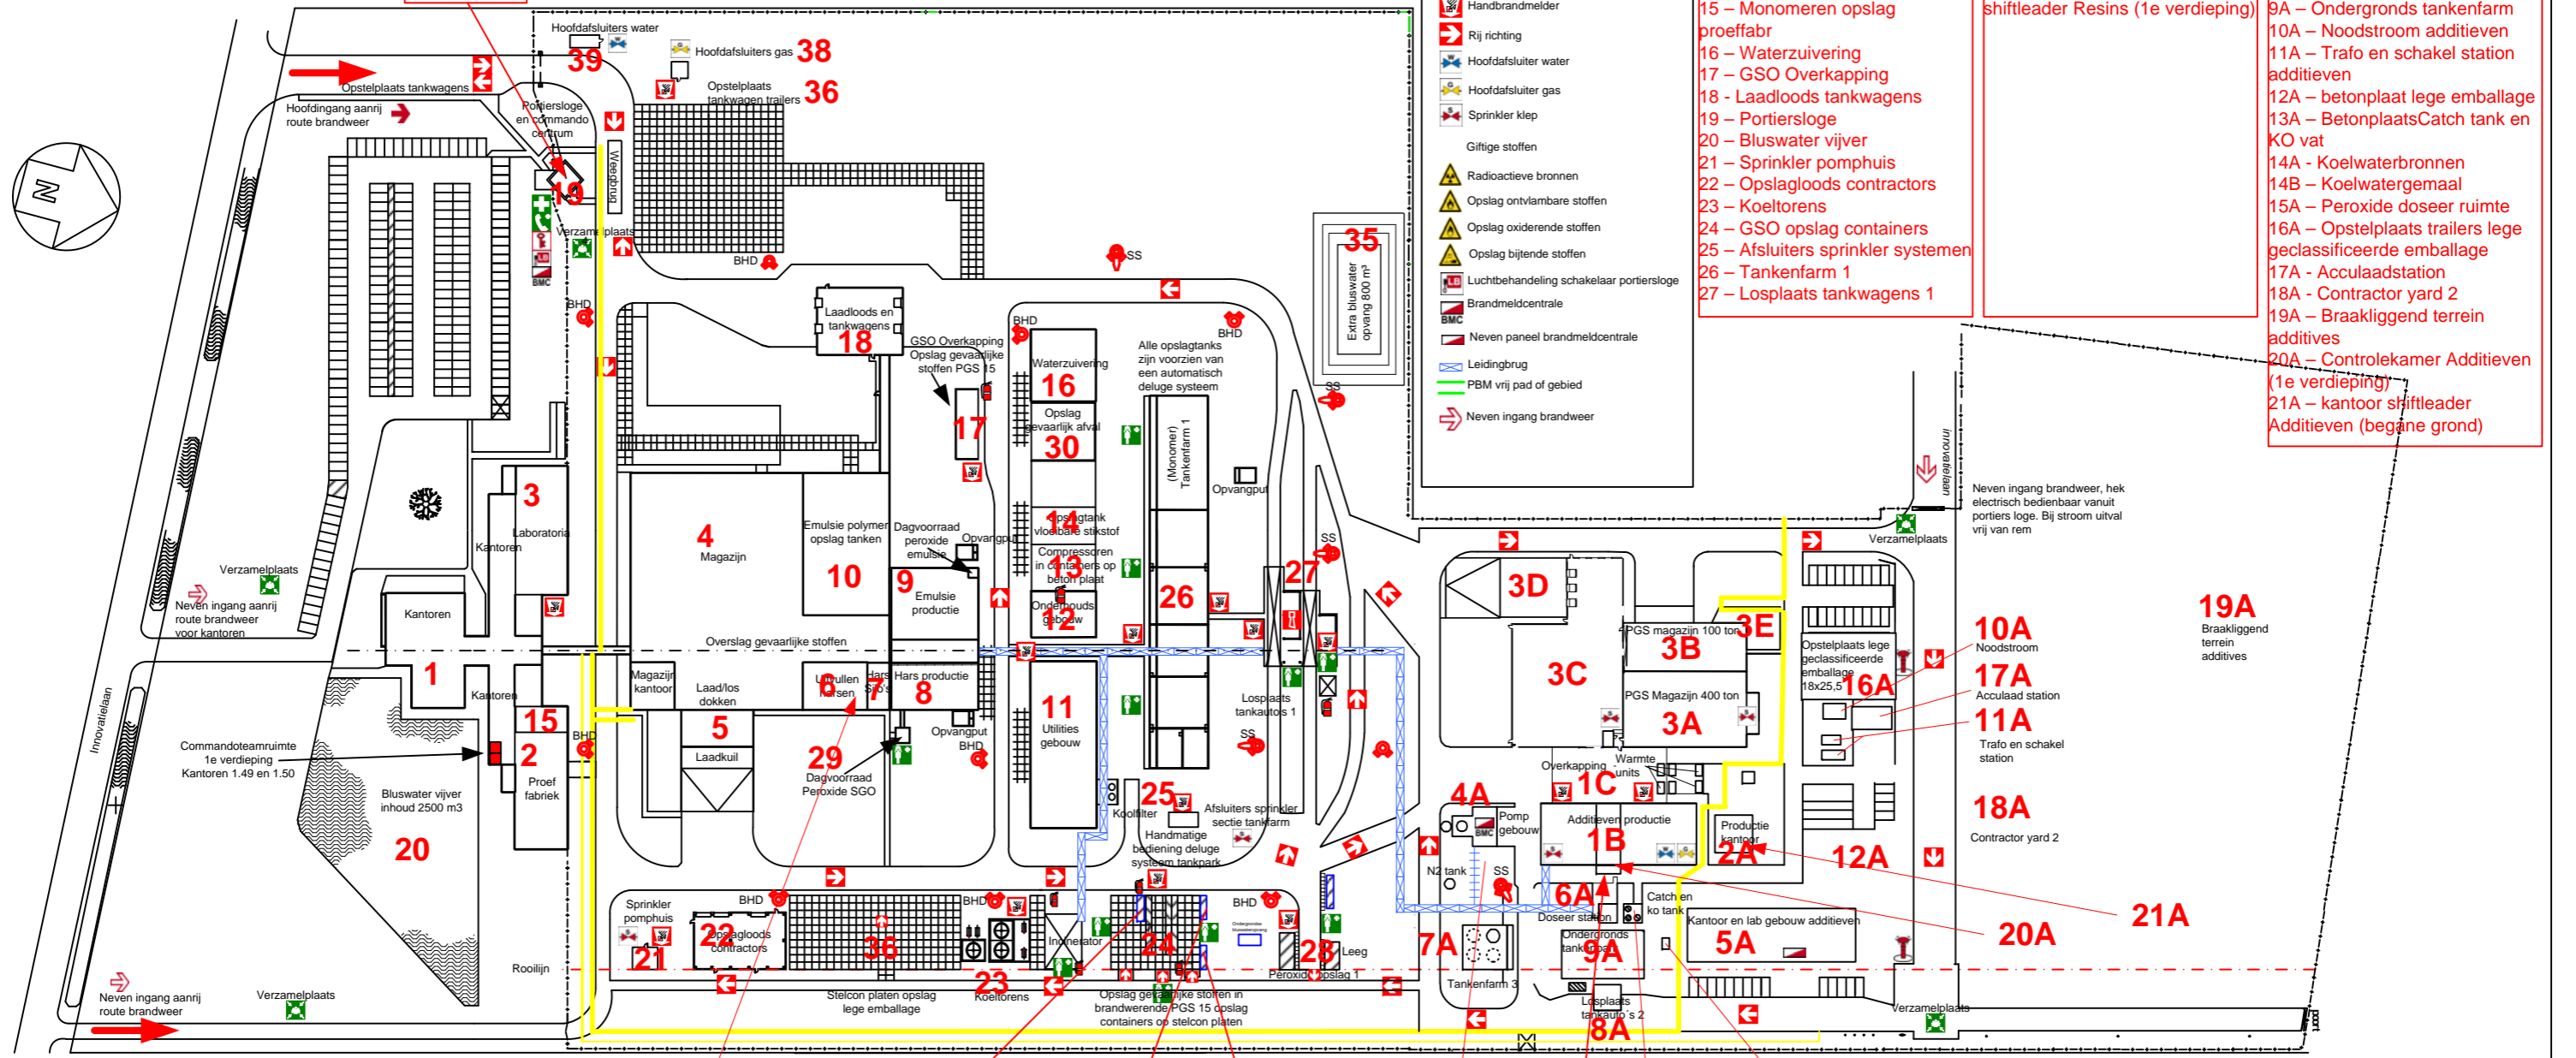 Handbrandmelder
Rij richting
Hoofdafsluiter water
Hoofdafsluiter gas
Sprinkler klep
Giftige stoffen
Radioactieve bronnen
Opslag ontvlambare stoffen
Opslag oxiderende stoffen
Opslag bijtende stoffen
Luchtbehandeling schakelaar portiersloge
Brandmeldcentrale
BMC
Neven paneel brandmeldcentrale
Leidingbrug
PBM vrij pad of gebied
Neven ingang brandweer
15 – Monomeren opslag
proeffabr
16 – Waterzuivering
17 – GSO Overkapping
18 - Laadloods tankwagens
19 – Portiersloge
20 – Bluswater vijver
21 – Sprinkler pomphuis
22 – Opslagloods contractors
23 – Koeltorens
24 – GSO opslag containers
25 – Afsluiters sprinkler systemen
26 – Tankenfarm 1
27 – Losplaats tankwagens 1
shiftleader Resins (1e verdieping)
9A – Ondergronds tankenfarm
10A – Noodstroom additieven
11A – Trafo en schakel station
additieven
12A – betonplaat lege emballage
13A – BetonplaatsCatch tank en
KO vat
14A - Koelwaterbronnen
14B – Koelwatergemaal
15A – Peroxide doseer ruimte
16A – Opstelplaats trailers lege
geclassificeerde emballage
17A - Acculaadstation
18A - Contractor yard 2
19A – Braakliggend terrein
additives
20A – Controlekamer Additieven
(1e verdieping)
21A – kantoor shiftleader
Additieven (begane grond)
Hoofdafsluiters water
39
Hoofdafsluiters gas 38
Opstelplaats
tankwagen trailers 36
Opstelplaats tankwagens
Hoofdingang aanrij
route brandweer
Portiersloge
en commando
centrum
19
Weegbrug
N
BMC
Verzamelplaats
BHD
BHD
SS
35
Extra bluswater
opvang 800 m³
Laadloods en
tankwagens
18
GSO Overkapping
Opslag gevaarlijke
stoffen PGS 15
17
BHD
BHD
Waterzuivering
16
Opslag
gevaarlijk afval
30
Alle opslagtanks
zijn voorzien van
een automatisch
deluge systeem
(Monomer)
Tankenfarm 1
SS
Opvangput
3
Laboratoria
Kantoren
4
Magazijn
Emulsie polymer
opslag tanken
10
Dagvoorraad
peroxide
emulsie
Opvangput
9
Emulsie
productie
14
Opslagtank
vloeibare stikstof
Compressoren
in containers op
beton plaat
13
Onderhouds
gebouw
12
26
27
SS
Verzamelplaats
Neven ingang aanrij
route brandweer
voor kantoren
Kantoren
1
Overslag gevaarlijke stoffen
Magazijn
kantoor
Laad/los
dokken
5
Laadkuil
Uitvullen
harsen
6
7
Hars productie
8
Opvangput
BHD
29
Dagvoorraad
Peroxide SGO
11
Utilities
gebouw
Losplaats
tankauto's 1
SS
Innovatielaan
Commandoteamruimte
1e verdieping
Kantoren 1.49 en 1.50
Kantoren
15
2
Proef
fabriek
BHD
Bluswater vijver
inhoud 2500 m3
20
25
Koolfilter
Handmatige
bediening deluge
systeem tankpark
Afsluiters sprinkler
sectie tankfarm
innovatielaan
Neven ingang brandweer, hek
electrisch bedienbaar vanuit
portiers loge. Bij stroom uitval
vrij van rem
Verzamelplaats
3D
3C
PGS magazijn 100 ton
3B
3E
PGS Magazijn 400 ton
3A
Opstelplaats lege
geclassificeerde
emballage
18x25,5
16A
10A
Noodstroom
17A
Acculaad station
11A
Trafo en schakel
station
19A
Braakliggend
terrein
additives
Overkapping
Warmte
units
1C
4A
Pomp
gebouw
BMC
Additieven productie
1B
Productie
kantoor
2A
12A
18A
Contractor yard 2
N2 tank
SS
6A
Doseer station
Catch en
ko tank
Kantoor en lab gebouw additieven
5A
20A
21A
7A
Tankenfarm 3
Ondergronds
tankenpark
9A
Losplaats
tankauto´s 2
8A
Verzamelplaats
poort
Sprinkler
pomphuis
21
BHD
22
Opslagloods
contractors
36
BHD
23
Koeltorens
Incinerator
24
BHD
28
Leeg
Peroxide opslag 1
Stelcon platen opslag
lege emballage
Opslag gevaarlijke stoffen in
brandwerende PGS 15 opslag
containers op stelcon platen
Rooilijn
Verzamelplaats
Neven ingang aanrij
route brandweer